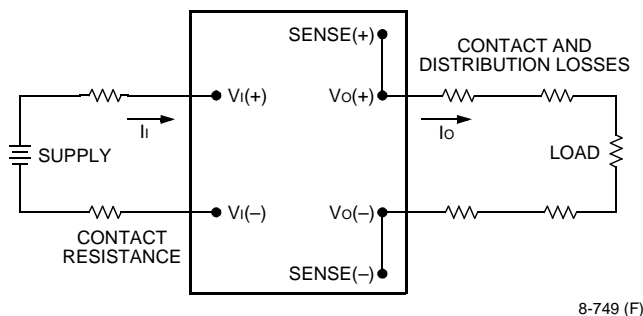 SENSE(+)
CONTACT AND
DISTRIBUTION LOSSES
VI(+)
VO(+)
II
IO
SUPPLY
LOAD
VI(–)
VO(–)
CONTACT
RESISTANCE
SENSE(–)
8-749 (F)